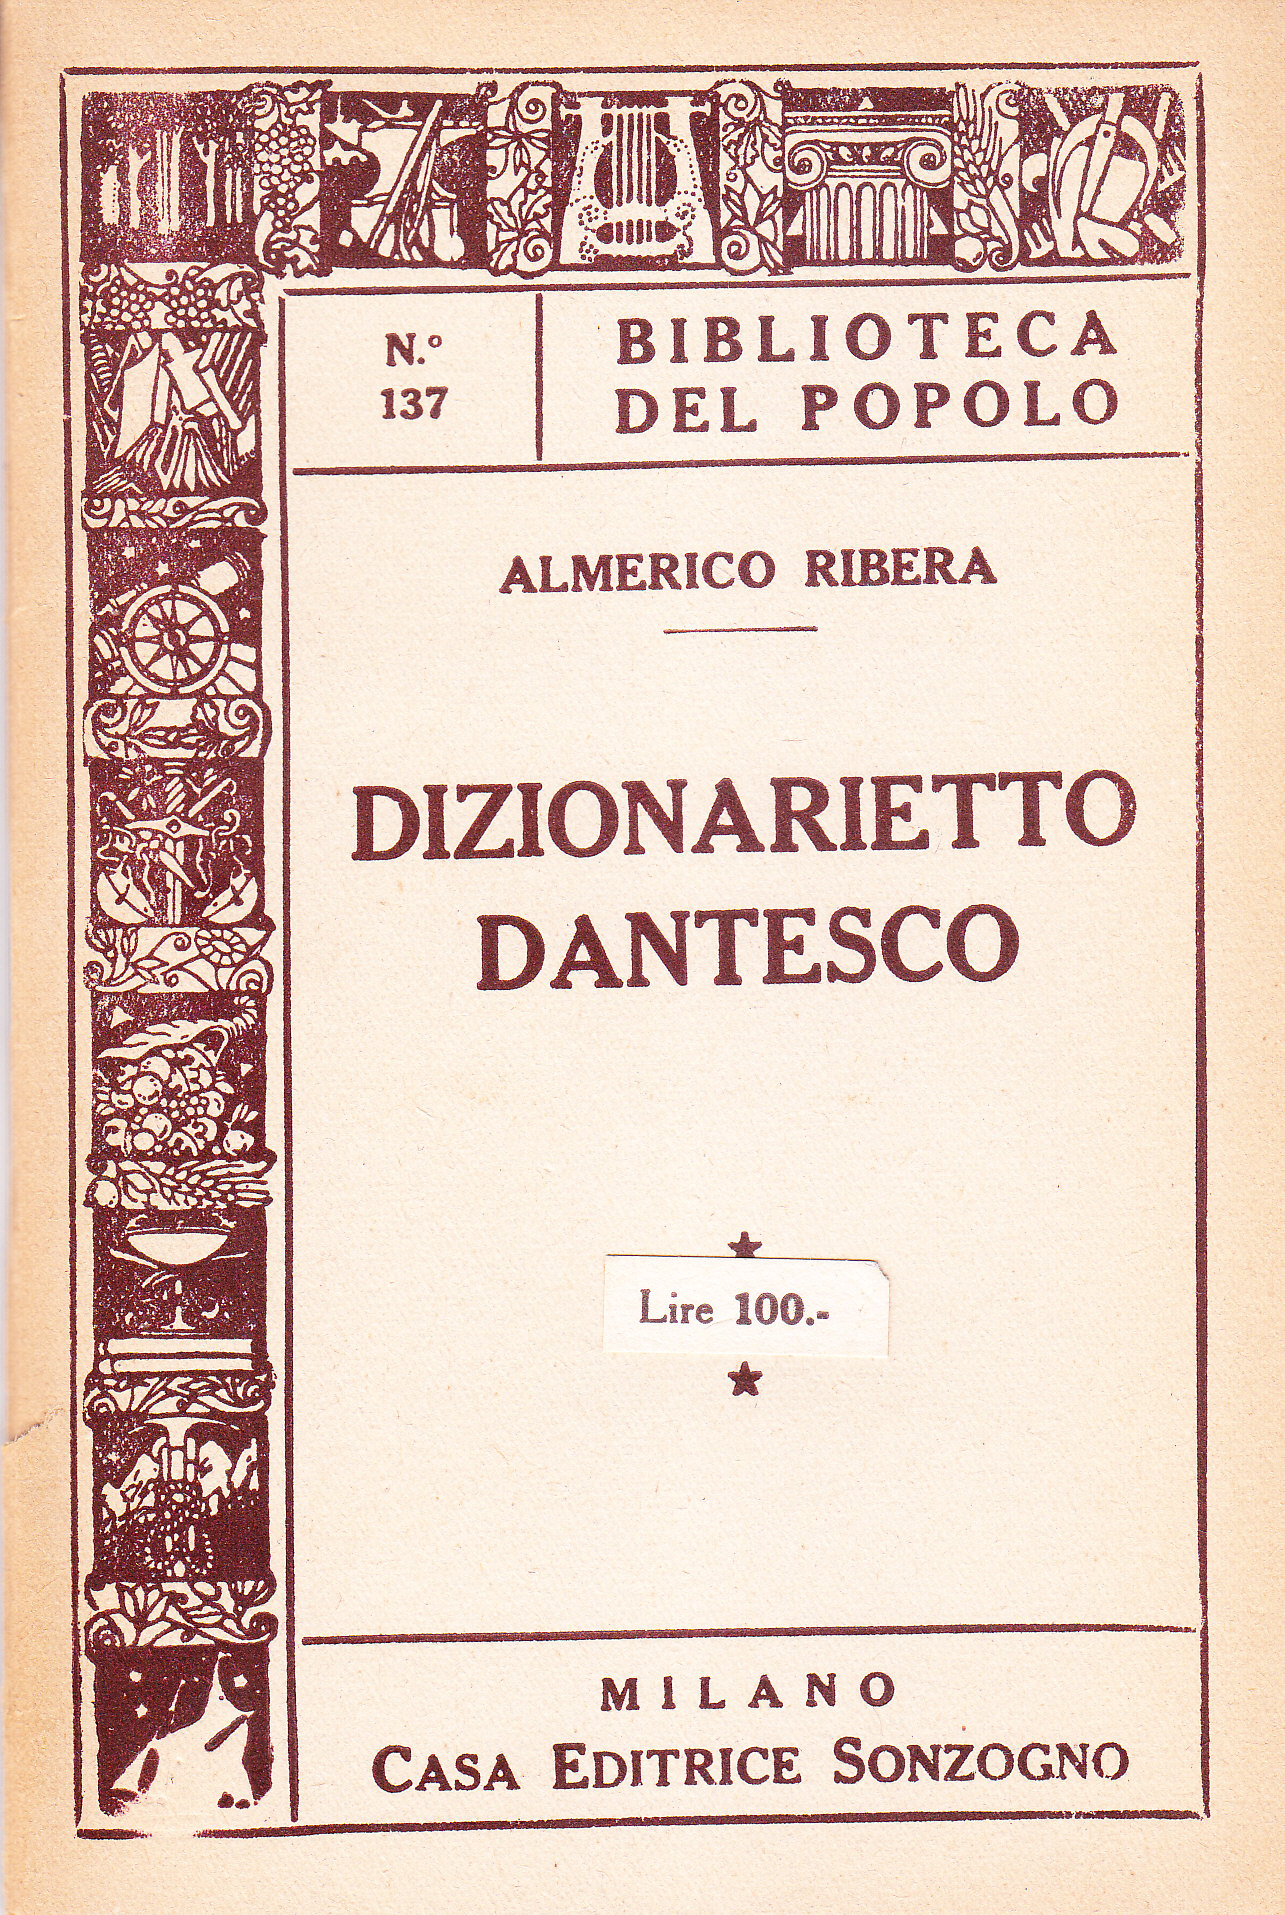 N.º
137
BIBLIOTECA
DEL POPOLO
ALMERICO RIBERA
DIZIONARIETTO
DANTESCO
Lire 100.-
MILANO
CASA EDITRICE SONZOGNO